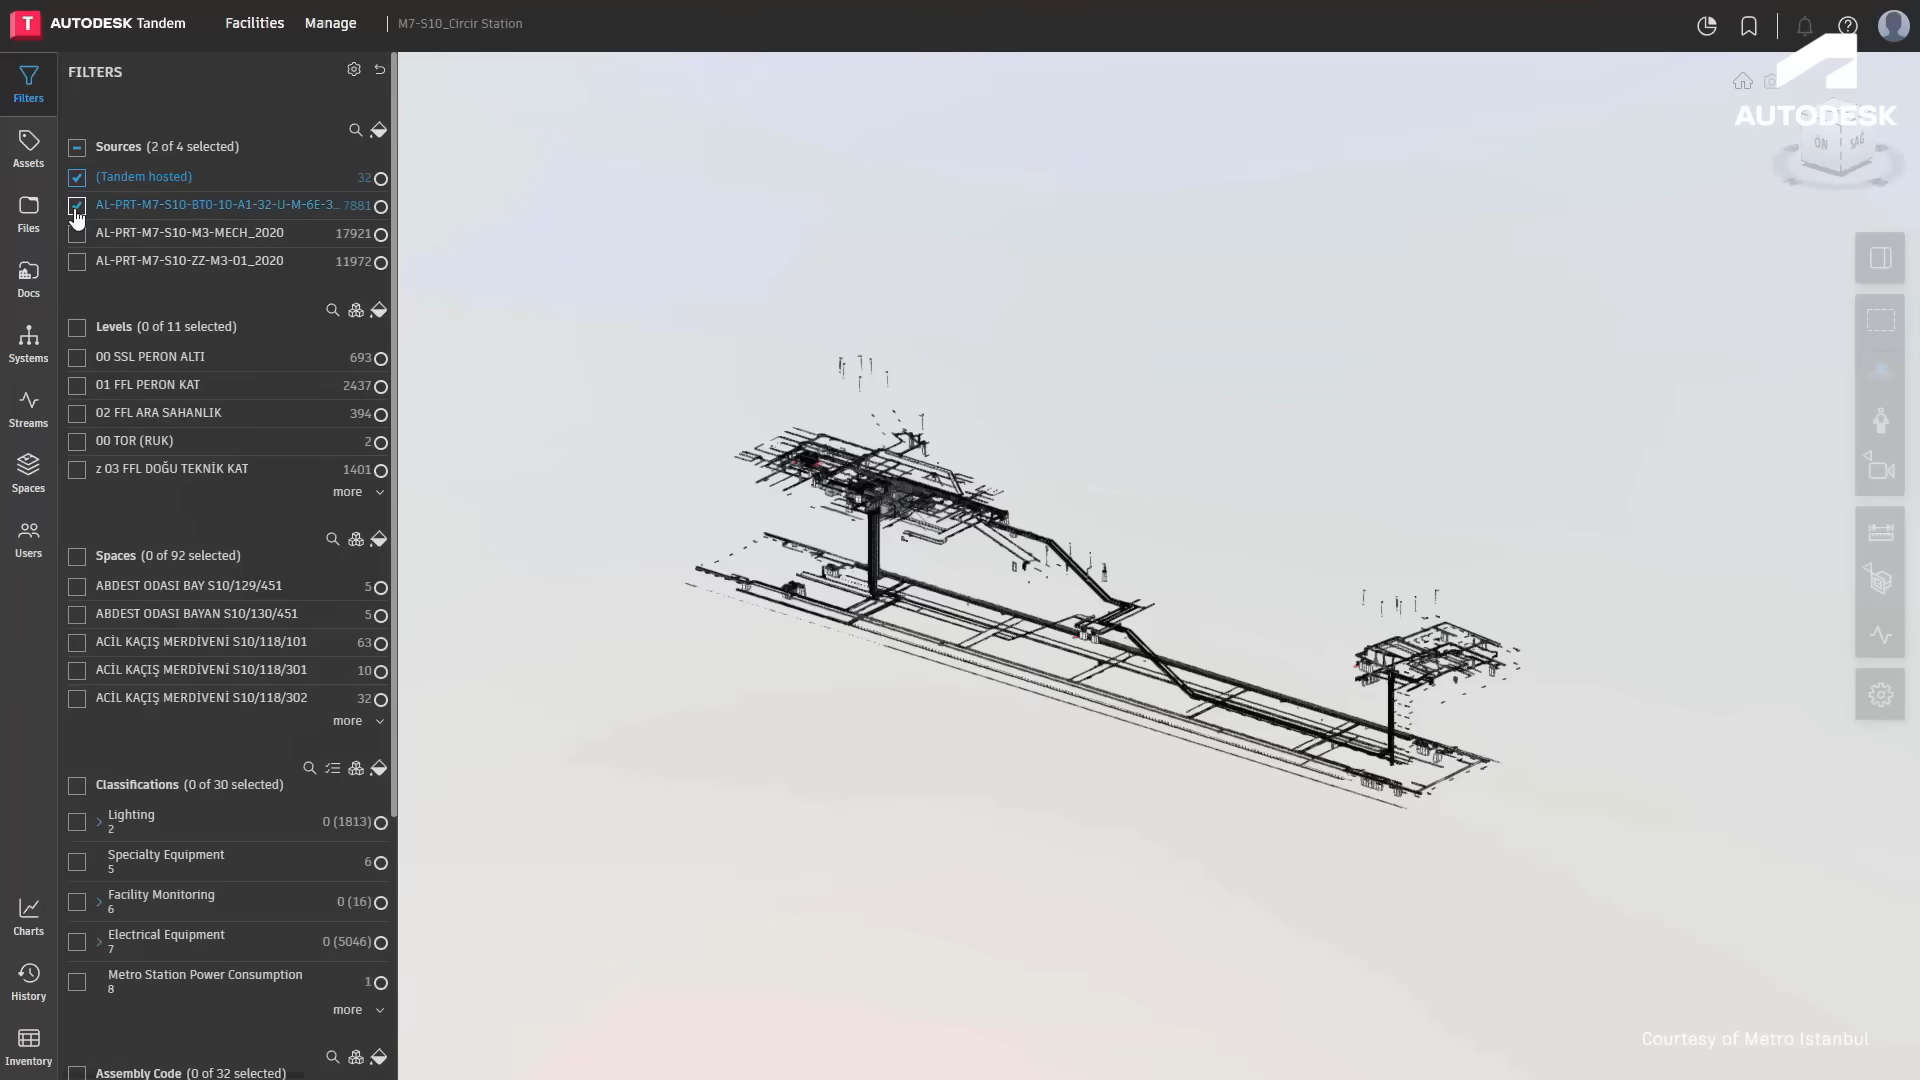 T AUTODESK Tandem
Facilities
Manage
M7-S10_Circir Station
AUTODESK
ÖN
SAĞ
Filters
Assets
Files
Docs
Systems
Streams
Spaces
Users
Charts
History
Inventory
FILTERS
Sources (2 of 4 selected)
(Tandem hosted) 32
AL-PRT-M7-S10-BT0-10-A1-32-U-M-6E-3... 7881
AL-PRT-M7-S10-M3-MECH_2020 17921
AL-PRT-M7-S10-ZZ-M3-01_2020 11972
Levels (0 of 11 selected)
00 SSL PERON ALTI 693
01 FFL PERON KAT 2437
02 FFL ARA SAHANLIK 394
00 TOR (RUK) 2
z 03 FFL DOĞU TEKNİK KAT 1401
more
Spaces (0 of 92 selected)
ABDEST ODASI BAY S10/129/451 5
ABDEST ODASI BAYAN S10/130/451 5
ACİL KAÇIŞ MERDİVENİ S10/118/101 63
ACİL KAÇIŞ MERDİVENİ S10/118/301 10
ACİL KAÇIŞ MERDİVENİ S10/118/302 32
more
Classifications (0 of 30 selected)
Lighting 0 (1813)
2
Specialty Equipment 6
5
Facility Monitoring 0 (16)
6
Electrical Equipment 0 (5046)
7
Metro Station Power Consumption 1
8
more
Assembly Code (0 of 32 selected)
Courtesy of Metro Istanbul